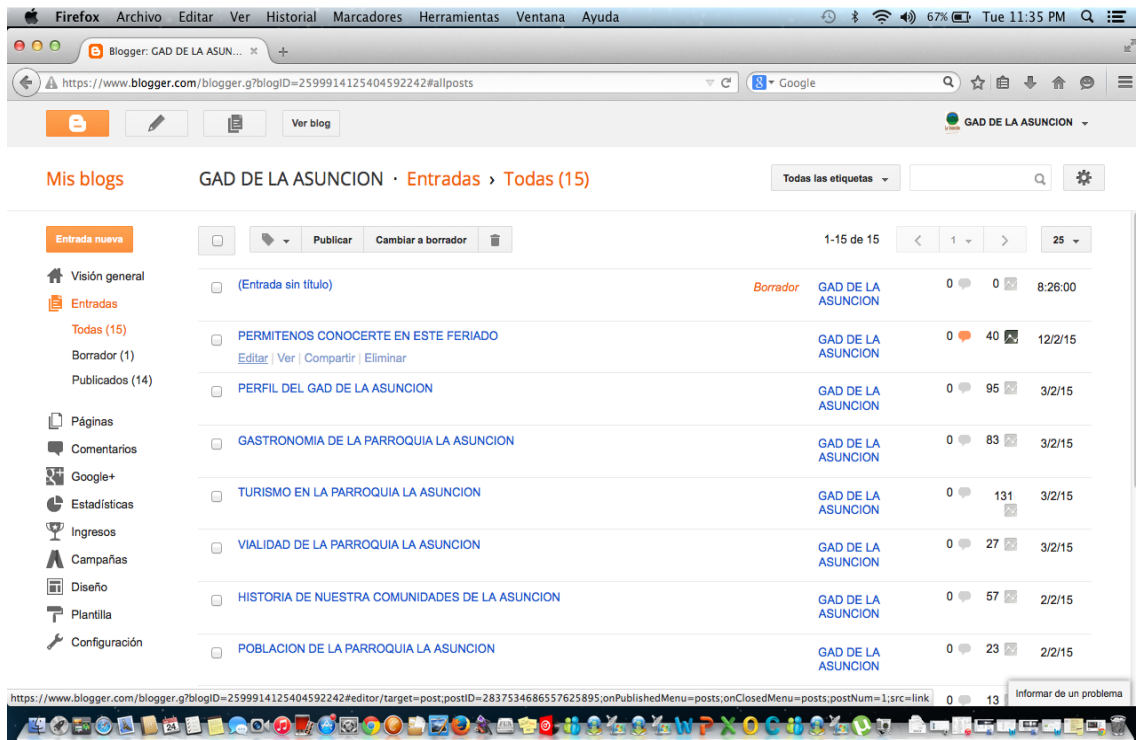 Firefox Archivo Editar Ver Historial Marcadores Herramientas Ventana Ayuda 67% Tue 11:35 PM
Blogger: GAD DE LA ASUN... × +
https://www.blogger.com/blogger.g?blogID=2599914125404592242#allposts Google
Ver blog GAD DE LA ASUNCION
Mis blogs GAD DE LA ASUNCION · Entradas › Todas (15) Todas las etiquetas
Entrada nueva Publicar Cambiar a borrador 1-15 de 15 1 25
Visión general
Entradas
Todas (15)
Borrador (1)
Publicados (14)
Páginas
Comentarios
Google+
Estadísticas
Ingresos
Campañas
Diseño
Plantilla
Configuración
(Entrada sin título) Borrador GAD DE LA 0 0 8:26:00
ASUNCION
PERMITENOS CONOCERTE EN ESTE FERIADO GAD DE LA 0 40 12/2/15
Editar | Ver | Compartir | Eliminar ASUNCION
PERFIL DEL GAD DE LA ASUNCION GAD DE LA 0 95 3/2/15
ASUNCION
GASTRONOMIA DE LA PARROQUIA LA ASUNCION GAD DE LA 0 83 3/2/15
ASUNCION
TURISMO EN LA PARROQUIA LA ASUNCION GAD DE LA 0 131 3/2/15
ASUNCION
VIALIDAD DE LA PARROQUIA LA ASUNCION GAD DE LA 0 27 3/2/15
ASUNCION
HISTORIA DE NUESTRA COMUNIDADES DE LA ASUNCION GAD DE LA 0 57 2/2/15
ASUNCION
POBLACION DE LA PARROQUIA LA ASUNCION GAD DE LA 0 23 2/2/15
ASUNCION
https://www.blogger.com/blogger.g?blogID=2599914125404592242#editor/target=post;postID=2837534686557625895;onPublishedMenu=posts;onClosedMenu=posts;postNum=1;src=link 0 13 Informar de un problema